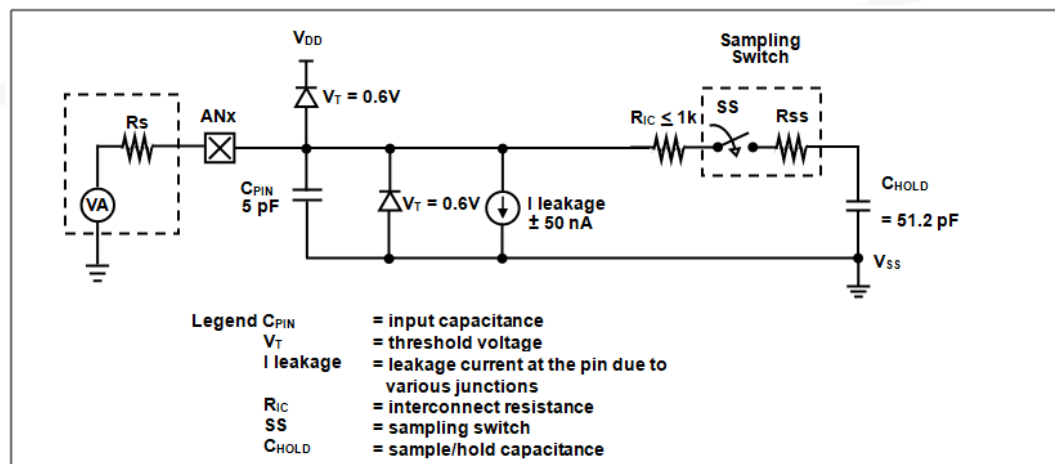 Sampling
Switch
VDD
VT = 0.6V
Rs
ANx
RIC ≤ 1k
SS
Rss
VA
CPIN
5 pF
VT = 0.6V
I leakage
± 50 nA
CHOLD
= 51.2 pF
VSS
Legend CPIN = input capacitance
VT = threshold voltage
I leakage = leakage current at the pin due to
various junctions
RIC = interconnect resistance
SS = sampling switch
CHOLD = sample/hold capacitance